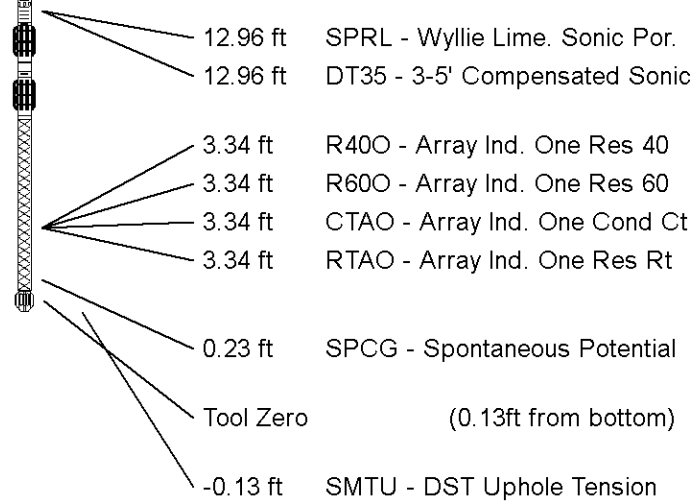 12.96 ft SPRL - Wyllie Lime. Sonic Por.
12.96 ft DT35 - 3-5' Compensated Sonic
3.34 ft R40O - Array Ind. One Res 40
3.34 ft R60O - Array Ind. One Res 60
3.34 ft CTAO - Array Ind. One Cond Ct
3.34 ft RTAO - Array Ind. One Res Rt
0.23 ft SPCG - Spontaneous Potential
Tool Zero (0.13ft from bottom)
-0.13 ft SMTU - DST Uphole Tension